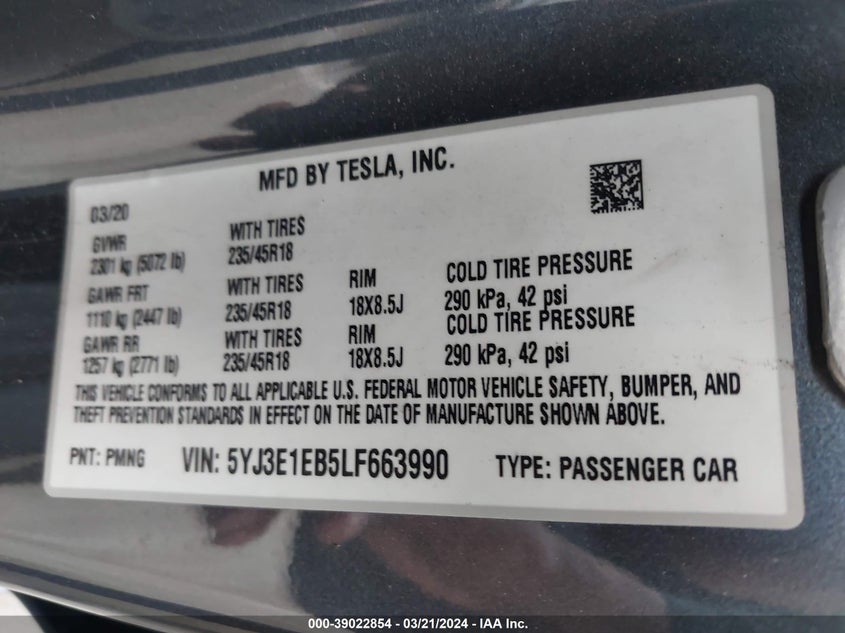 MFD BY TESLA, INC.
03/20
GVWR
2301 kg (5072 lb)
WITH TIRES
235/45R18
GAWR FRT
1110 kg (2447 lb)
WITH TIRES
235/45R18
RIM
18X8.5J
COLD TIRE PRESSURE
290 kPa, 42 psi
GAWR RR
1257 kg (2771 lb)
WITH TIRES
235/45R18
RIM
18X8.5J
COLD TIRE PRESSURE
290 kPa, 42 psi
THIS VEHICLE CONFORMS TO ALL APPLICABLE U.S. FEDERAL MOTOR VEHICLE SAFETY, BUMPER, AND
THEFT PREVENTION STANDARDS IN EFFECT ON THE DATE OF MANUFACTURE SHOWN ABOVE.
PNT: PMNG VIN: 5YJ3E1EB5LF663990 TYPE: PASSENGER CAR
000-39022854 / 03/21/2024 - IAA Inc.